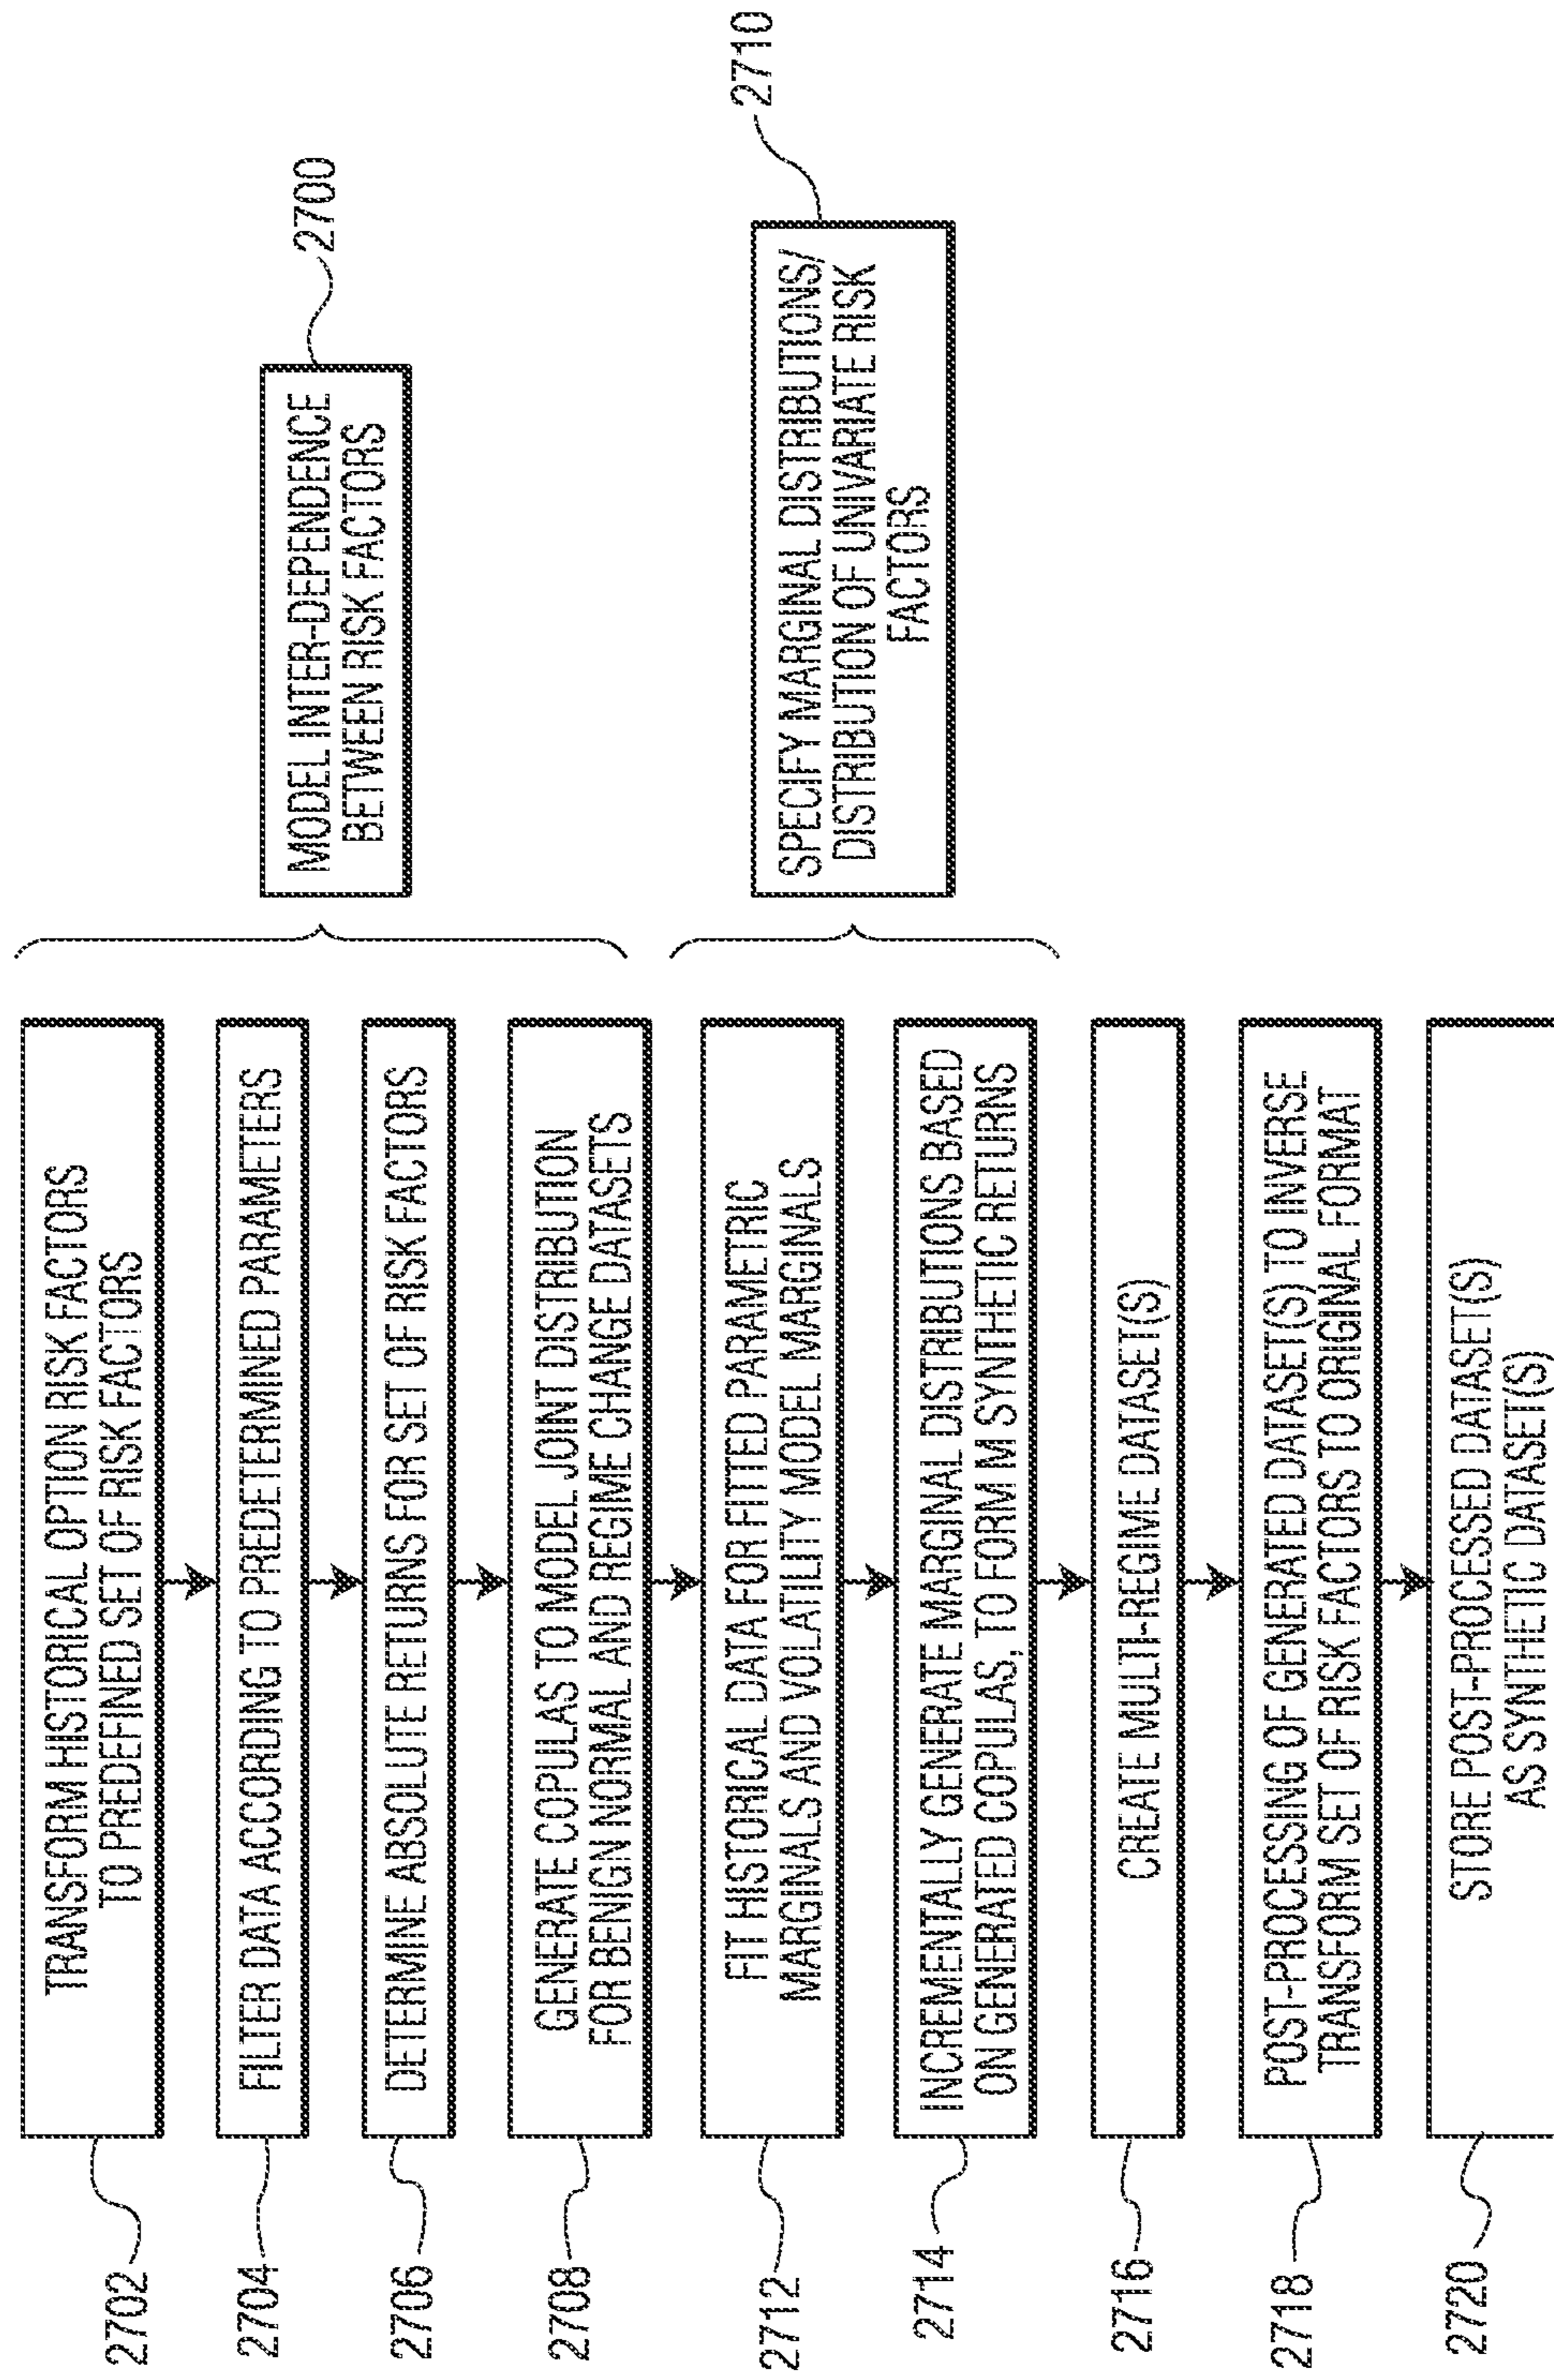 2702
TRANSFORM HISTORICAL OPTION RISK FACTORS
TO PREDEFINED SET OF RISK FACTORS
2704
FILTER DATA ACCORDING TO PREDETERMINED PARAMETERS
2706
DETERMINE ABSOLUTE RETURNS FOR SET OF RISK FACTORS
2708
GENERATE COPULAS TO MODEL JOINT DISTRIBUTION
FOR BENIGN NORMAL AND REGIME CHANGE DATASETS
MODEL INTER-DEPENDENCE
BETWEEN RISK FACTORS
2700
2712
FIT HISTORICAL DATA FOR FITTED PARAMETRIC
MARGINALS AND VOLATILITY MODEL MARGINALS
2714
INCREMENTALLY GENERATE MARGINAL DISTRIBUTIONS BASED
ON GENERATED COPULAS, TO FORM M SYNTHETIC RETURNS
SPECIFY MARGINAL DISTRIBUTIONS/
DISTRIBUTION OF UNIVARIATE RISK
FACTORS
2710
2716
CREATE MULTI-REGIME DATASET(S)
2718
POST-PROCESSING OF GENERATED DATASET(S) TO INVERSE
TRANSFORM SET OF RISK FACTORS TO ORIGINAL FORMAT
2720
STORE POST-PROCESSED DATASET(S)
AS SYNTHETIC DATASET(S)